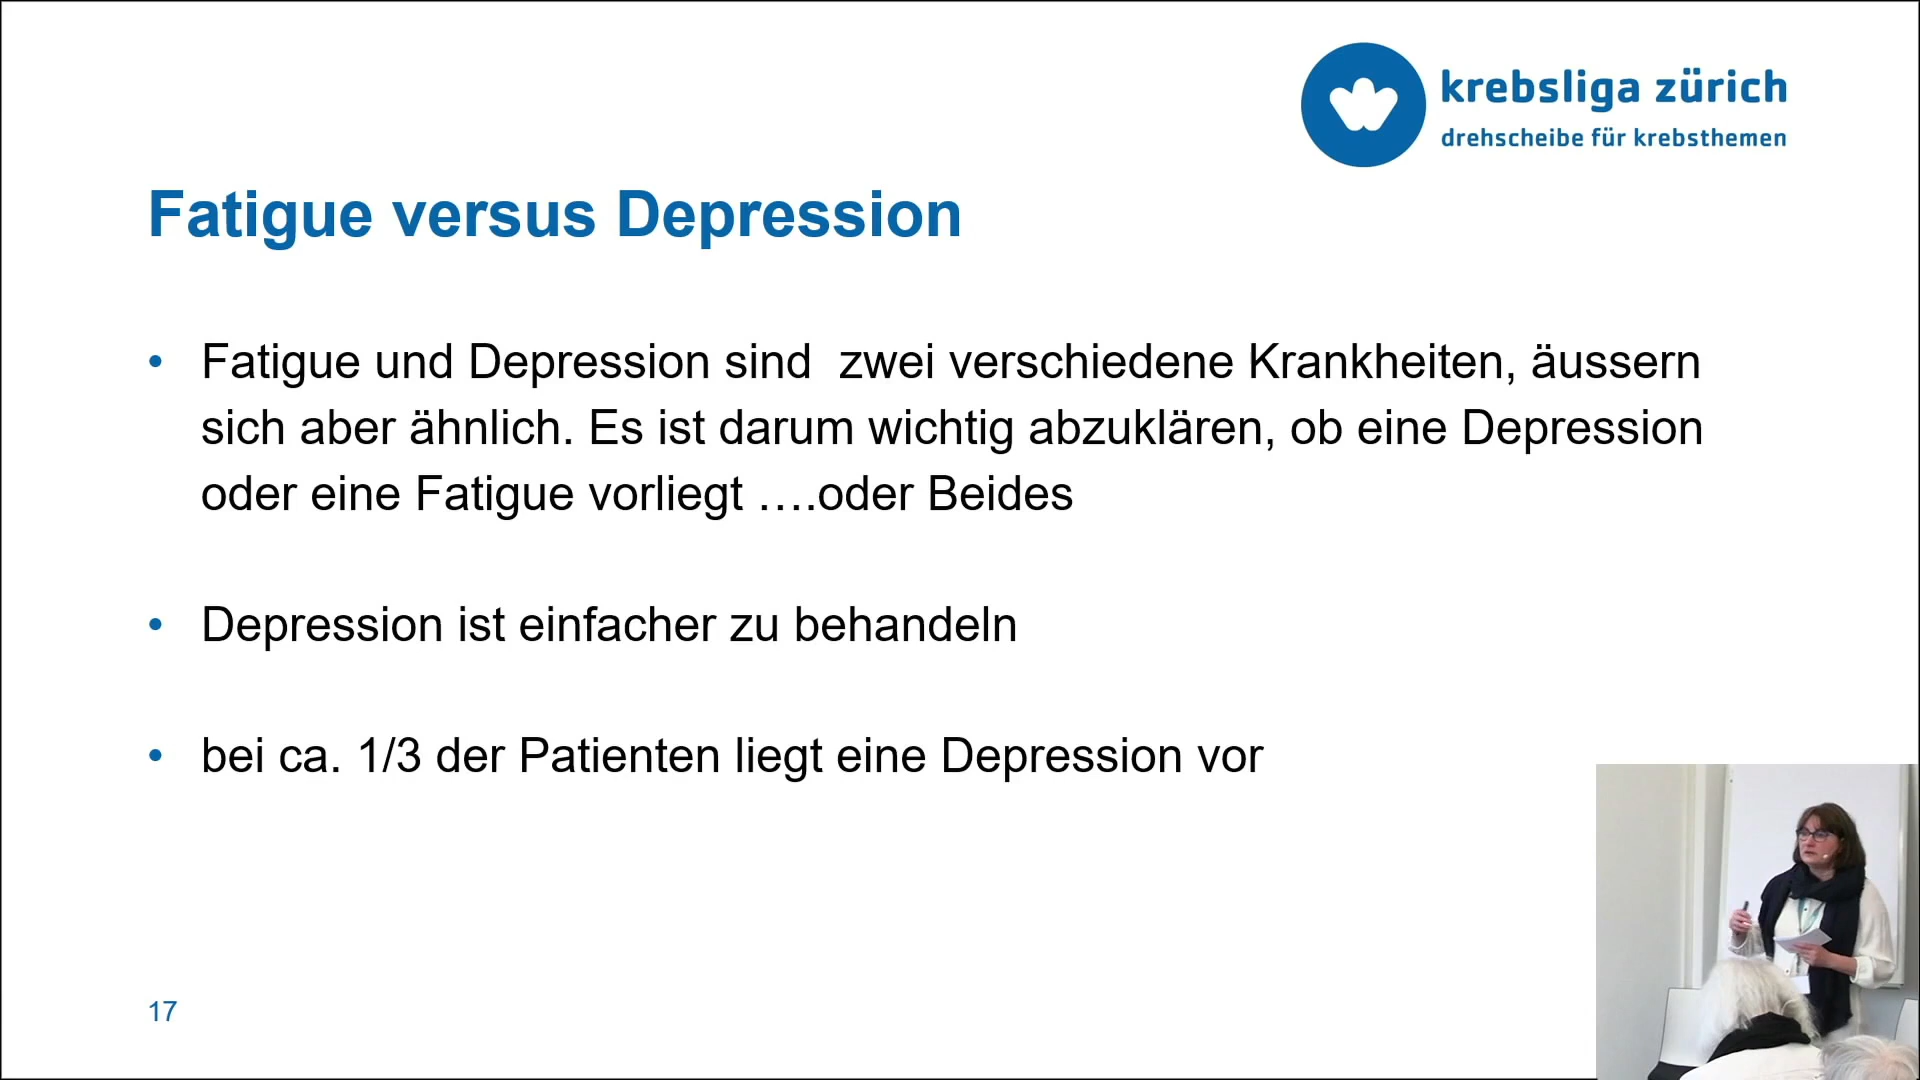 krebsliga zürich
drehscheibe für krebsthemen
Fatigue versus Depression
• Fatigue und Depression sind  zwei verschiedene Krankheiten, äussern
sich aber ähnlich. Es ist darum wichtig abzuklären, ob eine Depression
oder eine Fatigue vorliegt ….oder Beides
• Depression ist einfacher zu behandeln
• bei ca. 1/3 der Patienten liegt eine Depression vor
17